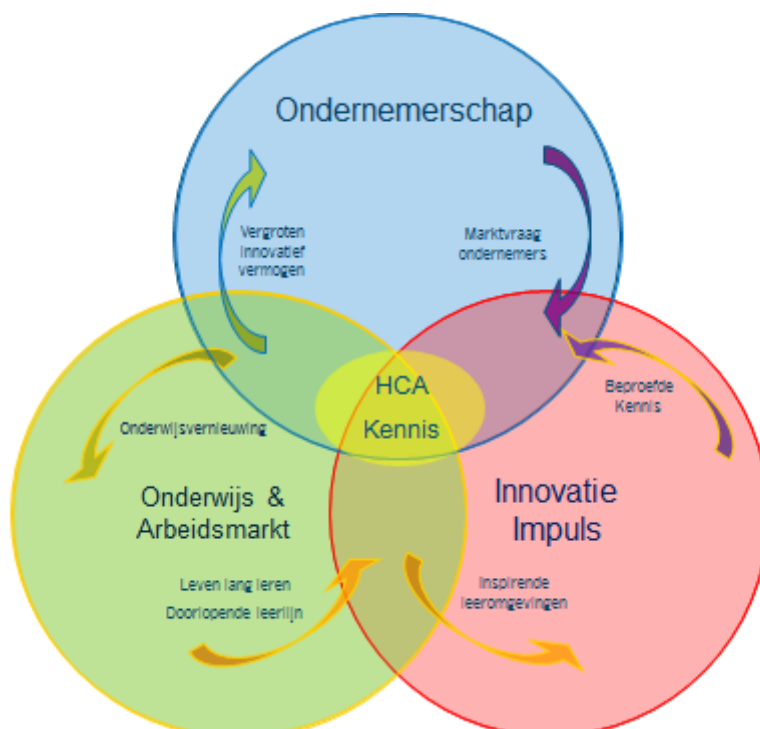 Ondernemerschap
Vergroten
Innovatief
vermogen
Marktvraag
ondernemers
HCA
Kennis
Beproefde
Kennis
Onderwijsvernieuwing
Onderwijs &
Arbeidsmarkt
Innovatie
Impuls
Leven lang leren
Doorlopende leerlijn
Inspirende
leeromgevingen